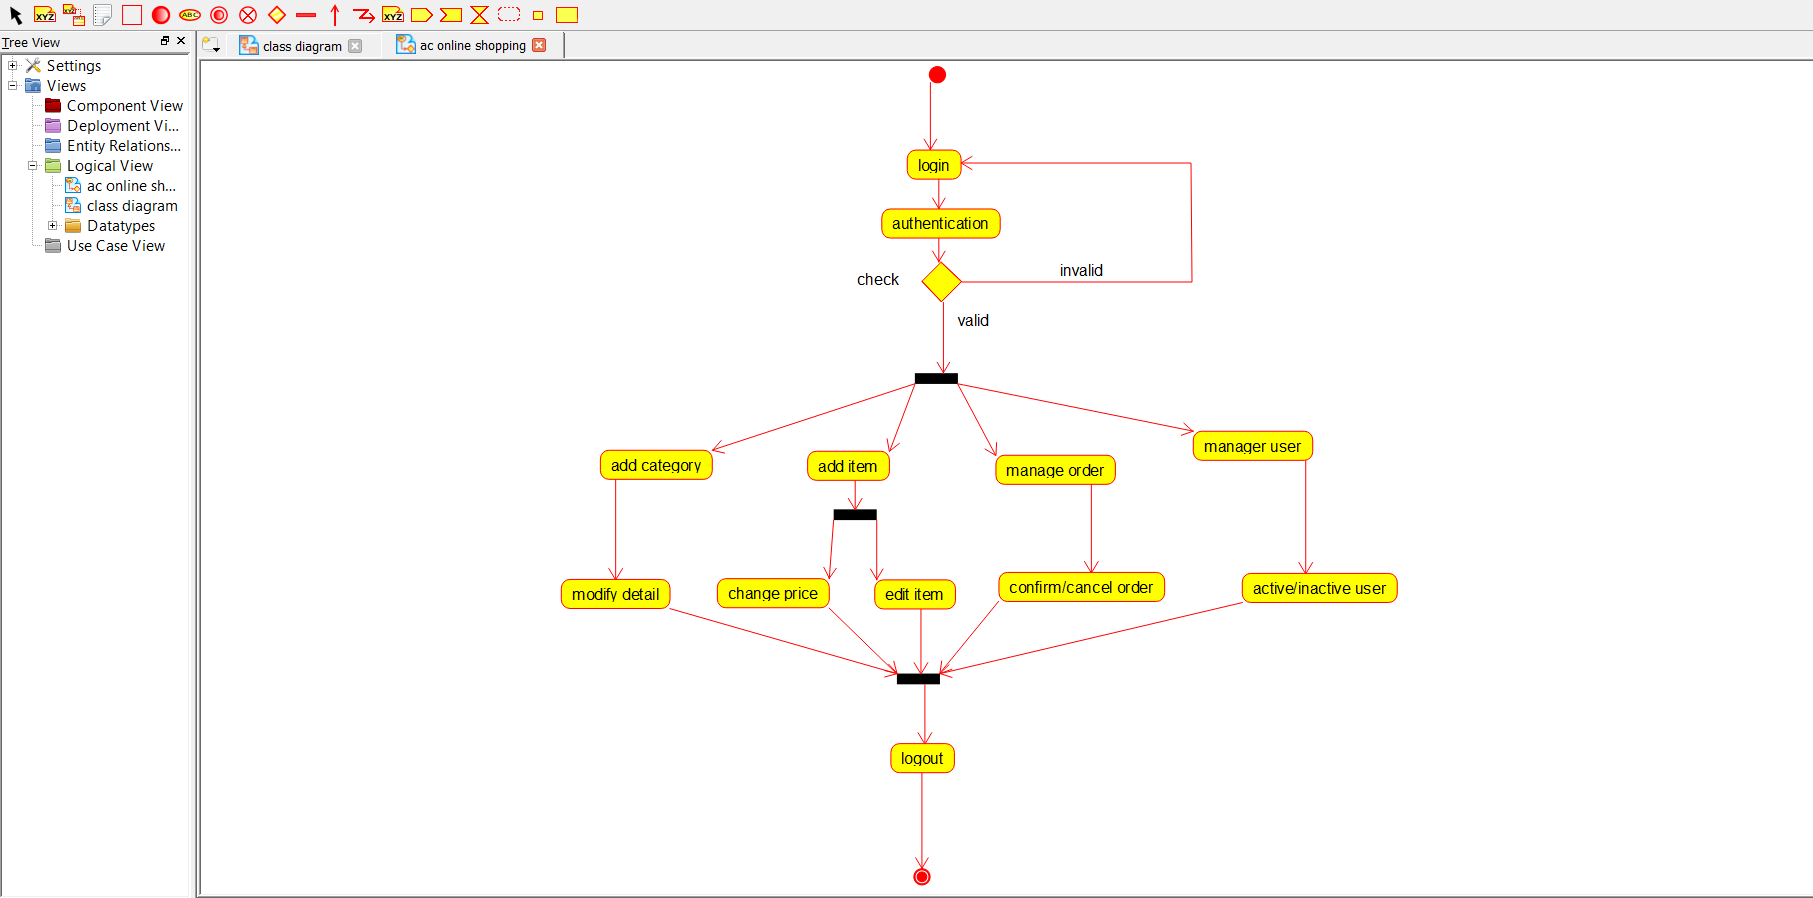 XYZ
XYZ
ABC
XYZ
Tree View
Settings
Views
Component View
Deployment Vi...
Entity Relations...
Logical View
ac online sh...
class diagram
Datatypes
Use Case View
class diagram
ac online shopping
login
authentication
check
invalid
valid
add category
add item
manage order
manager user
modify detail
change price
edit item
confirm/cancel order
active/inactive user
logout